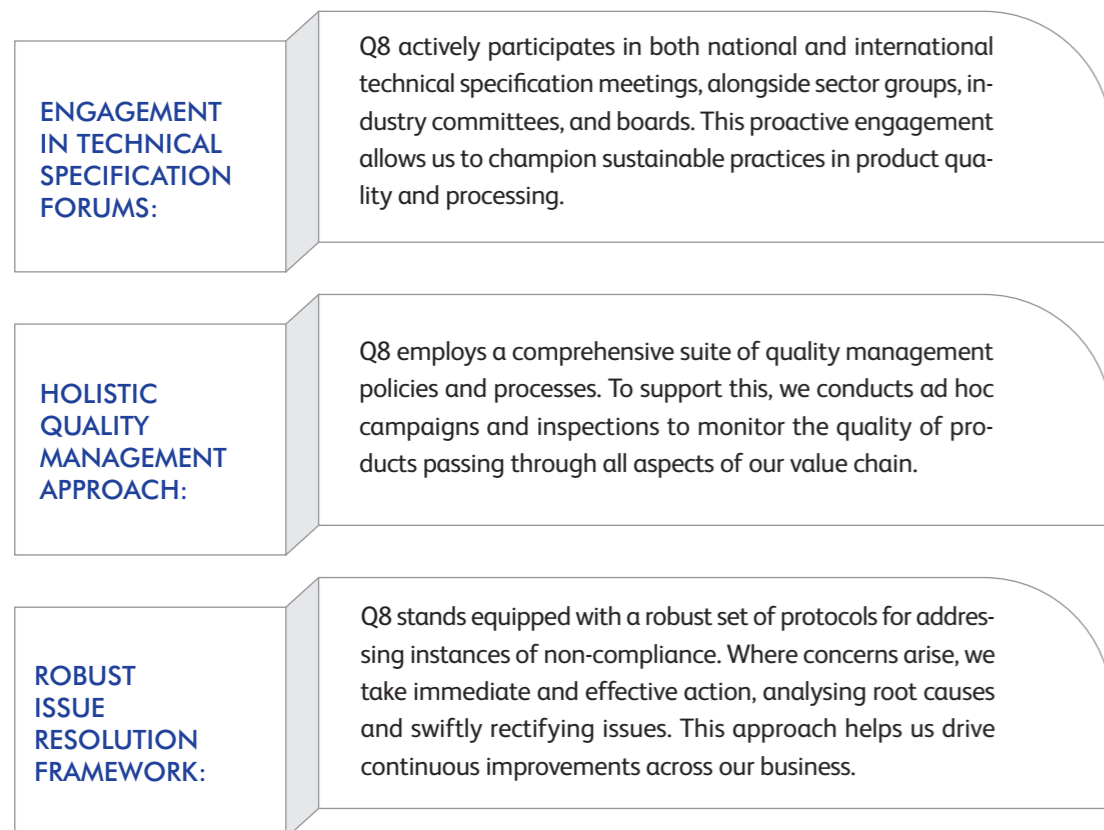 ENGAGEMENT
IN TECHNICAL
SPECIFICATION
FORUMS:
Q8 actively participates in both national and international
technical specification meetings, alongside sector groups, in-
dustry committees, and boards. This proactive engagement
allows us to champion sustainable practices in product qua-
lity and processing.
HOLISTIC
QUALITY
MANAGEMENT
APPROACH:
Q8 employs a comprehensive suite of quality management
policies and processes. To support this, we conducts ad hoc
campaigns and inspections to monitor the quality of pro-
ducts passing through all aspects of our value chain.
ROBUST
ISSUE
RESOLUTION
FRAMEWORK:
Q8 stands equipped with a robust set of protocols for addres-
sing instances of non-compliance. Where concerns arise, we
take immediate and effective action, analysing root causes
and swiftly rectifying issues. This approach helps us drive
continuous improvements across our business.